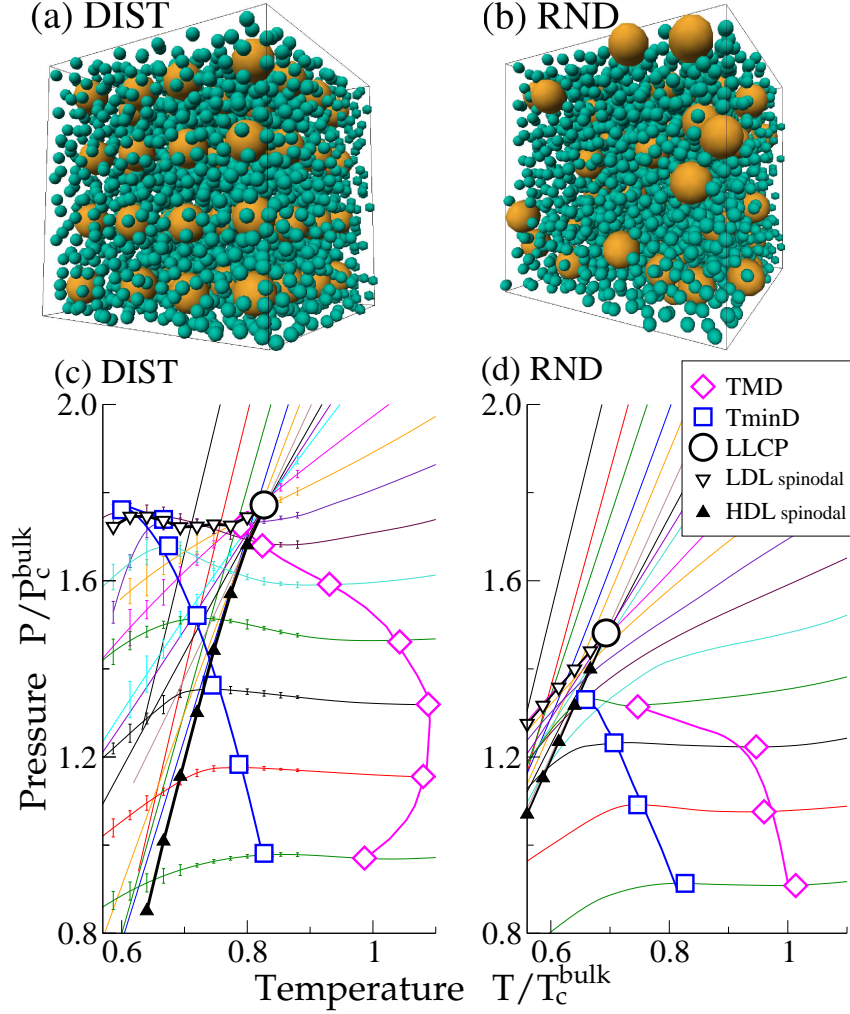 (a) DIST
(b) RND
(c) DIST
(d) RND
TMD
TminD
LLCP
LDL spinodal
HDL spinodal
2.0
1.6
1.2
0.8
2.0
1.6
1.2
0.8
Pressure P/P_c^bulk
0.6 0.8 1
0.6 0.8 1
Temperature T/T_c^bulk